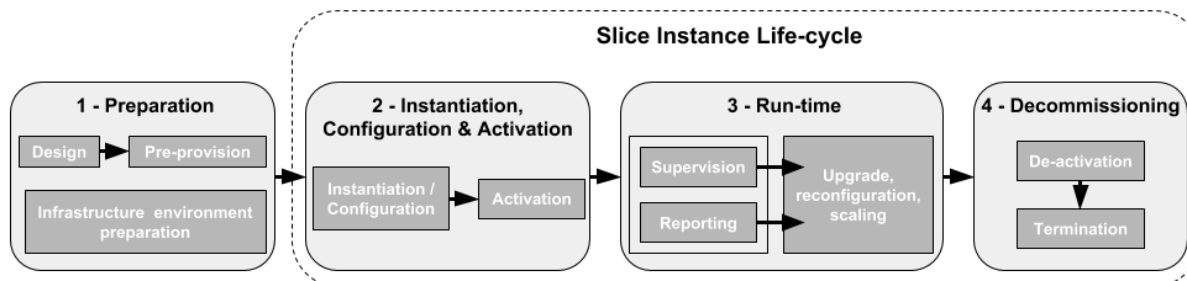 Slice Instance Life-cycle
1 - Preparation
Design
Pre-provision
Infrastructure environment
preparation
2 - Instantiation,
Configuration & Activation
Instantiation /
Configuration
Activation
3 - Run-time
Supervision
Reporting
Upgrade,
reconfiguration,
scaling
4 - Decommissioning
De-activation
Termination